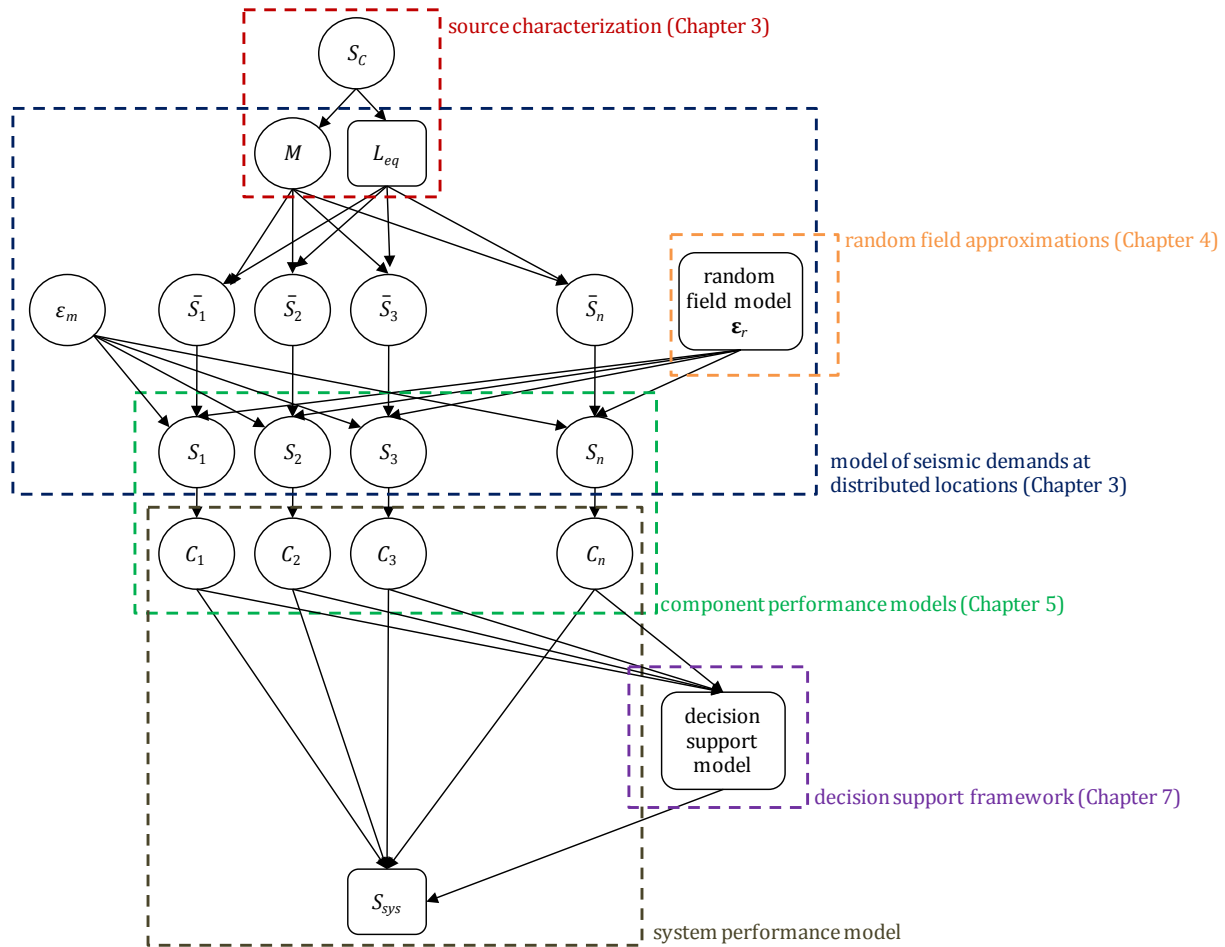 source characterization (Chapter 3)
S_C
M
L_eq
random field approximations (Chapter 4)
random
field model
ε_r
ε_m
S̄_1
S̄_2
S̄_3
S̄_n
S_1
S_2
S_3
S_n
model of seismic demands at
distributed locations (Chapter 3)
C_1
C_2
C_3
C_n
component performance models (Chapter 5)
decision
support
model
decision support framework (Chapter 7)
S_sys
system performance model